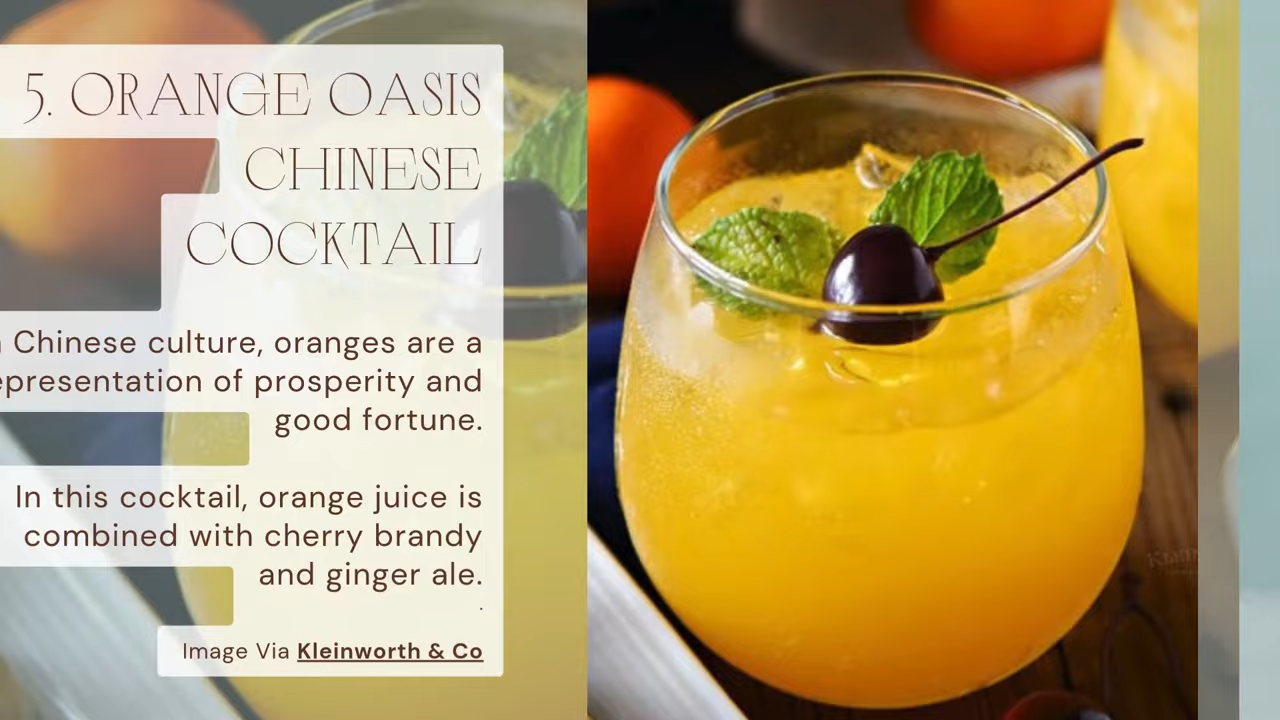 5. ORANGE OASIS
CHINESE
COCKTAIL
Chinese culture, oranges are a
epresentation of prosperity and
good fortune.
In this cocktail, orange juice is
combined with cherry brandy
and ginger ale.
.
Image Via Kleinworth & Co